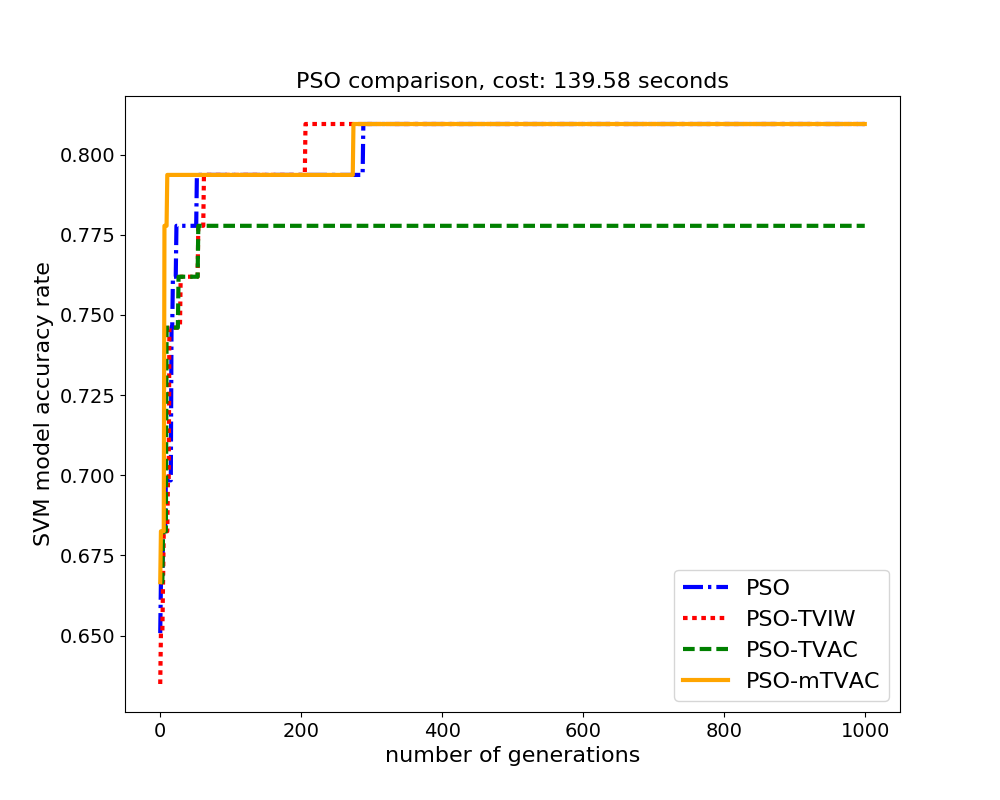 PSO comparison, cost: 139.58 seconds
SVM model accuracy rate
0.800
0.775
0.750
0.725
0.700
0.675
0.650
PSO
PSO-TVIW
PSO-TVAC
PSO-mTVAC
0 200 400 600 800 1000
number of generations